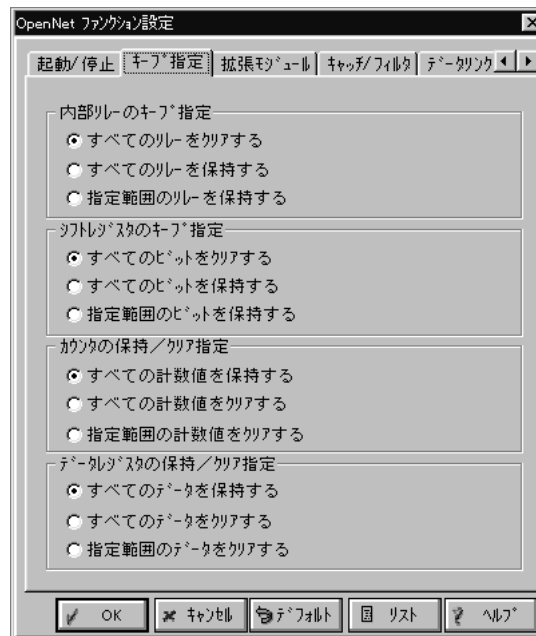 OpenNet ﾌｧﾝｸｼｮﾝ設定
起動/停止 ｷｰﾌﾟ指定 拡張ﾓｼﾞｭｰﾙ ｷｬｯﾁ/ﾌｨﾙﾀ ﾃﾞｰﾀﾘﾝｸ
内部ﾘﾚｰのｷｰﾌﾟ指定
すべてのﾘﾚｰをｸﾘｱする
すべてのﾘﾚｰを保持する
指定範囲のﾘﾚｰを保持する
ｼﾌﾄﾚｼﾞｽﾀのｷｰﾌﾟ指定
すべてのﾋﾞｯﾄをｸﾘｱする
すべてのﾋﾞｯﾄを保持する
指定範囲のﾋﾞｯﾄを保持する
ｶｳﾝﾀの保持／ｸﾘｱ指定
すべての計数値を保持する
すべての計数値をｸﾘｱする
指定範囲の計数値をｸﾘｱする
ﾃﾞｰﾀﾚｼﾞｽﾀの保持／ｸﾘｱ指定
すべてのﾃﾞｰﾀを保持する
すべてのﾃﾞｰﾀをｸﾘｱする
指定範囲のﾃﾞｰﾀをｸﾘｱする
OK ｷｬﾝｾﾙ ﾃﾞﾌｫﾙﾄ ﾘｽﾄ ﾍﾙﾌﾟ